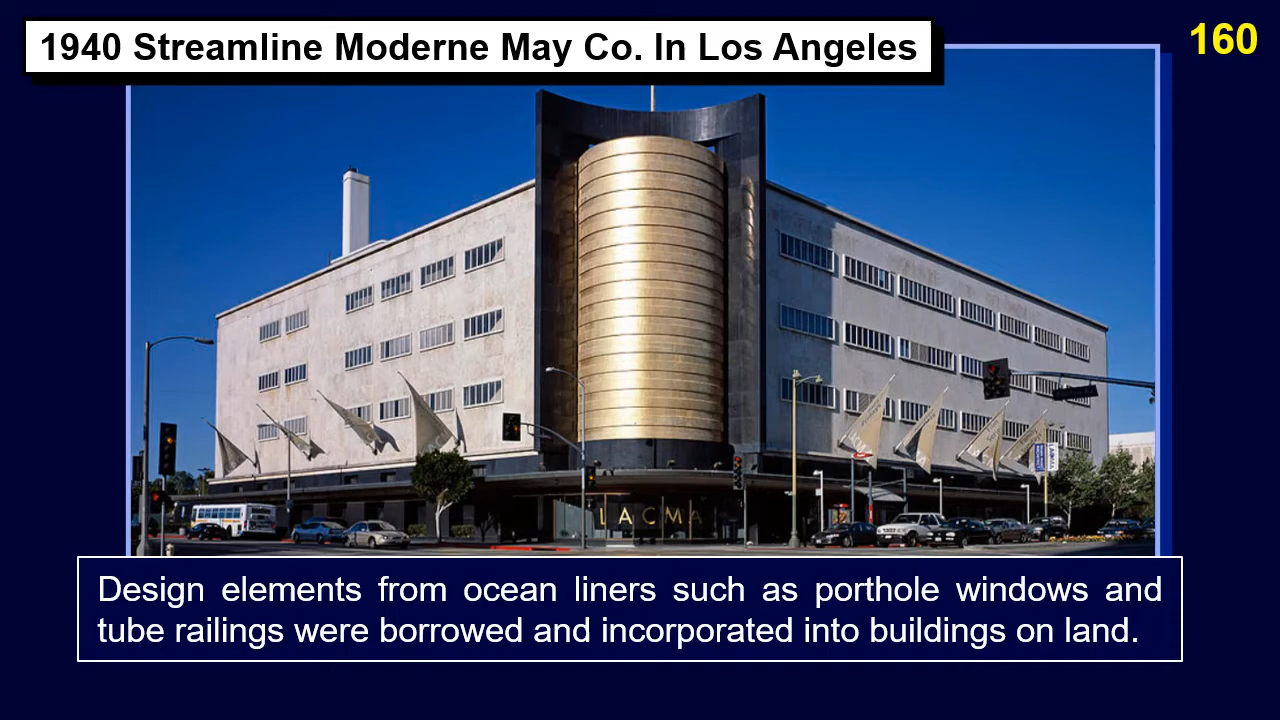 1940 Streamline Moderne May Co. In Los Angeles
160
LACMA
Design elements from ocean liners such as porthole windows and
tube railings were borrowed and incorporated into buildings on land.